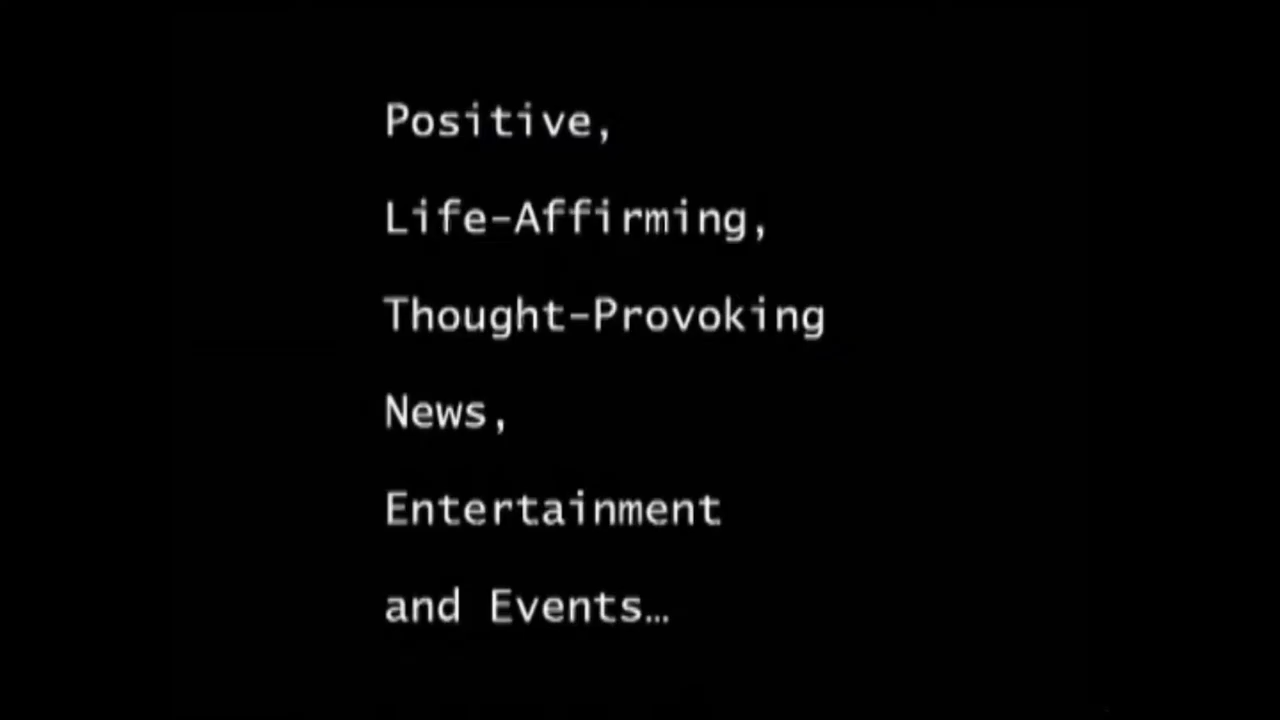 Positive,
Life-Affirming,
Thought-Provoking
News,
Entertainment
and Events…